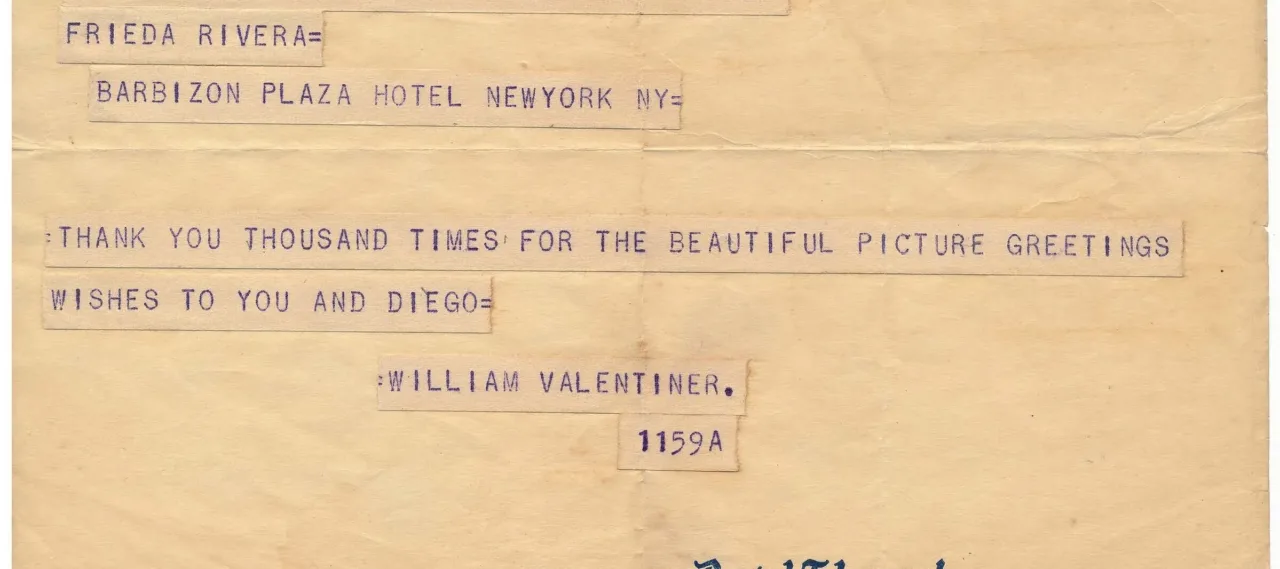 FRIEDA RIVERA=
BARBIZON PLAZA HOTEL NEWYORK NY=
=THANK YOU THOUSAND TIMES FOR THE BEAUTIFUL PICTURE GREETINGS
WISHES TO YOU AND DIEGO=
=WILLIAM VALENTINER.
1159A